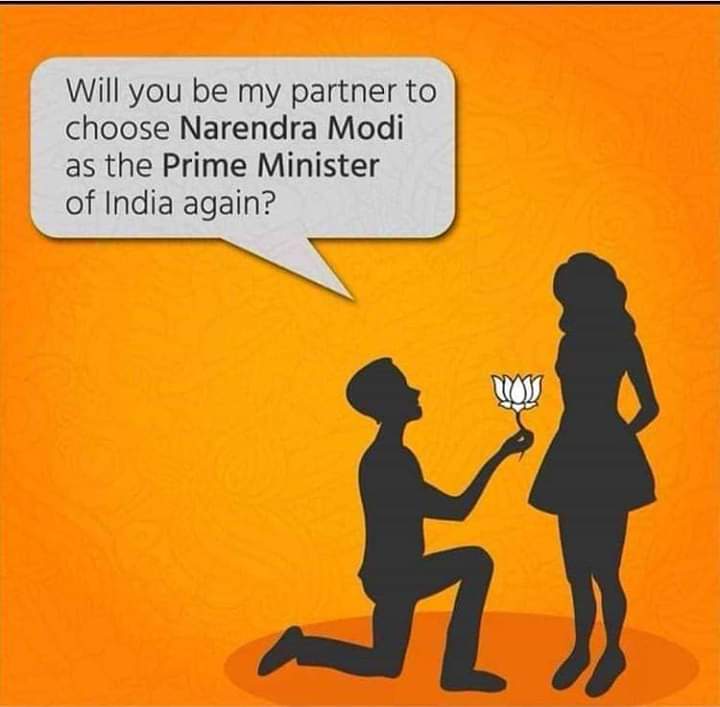 Will you be my partner to
choose Narendra Modi
as the Prime Minister
of India again?